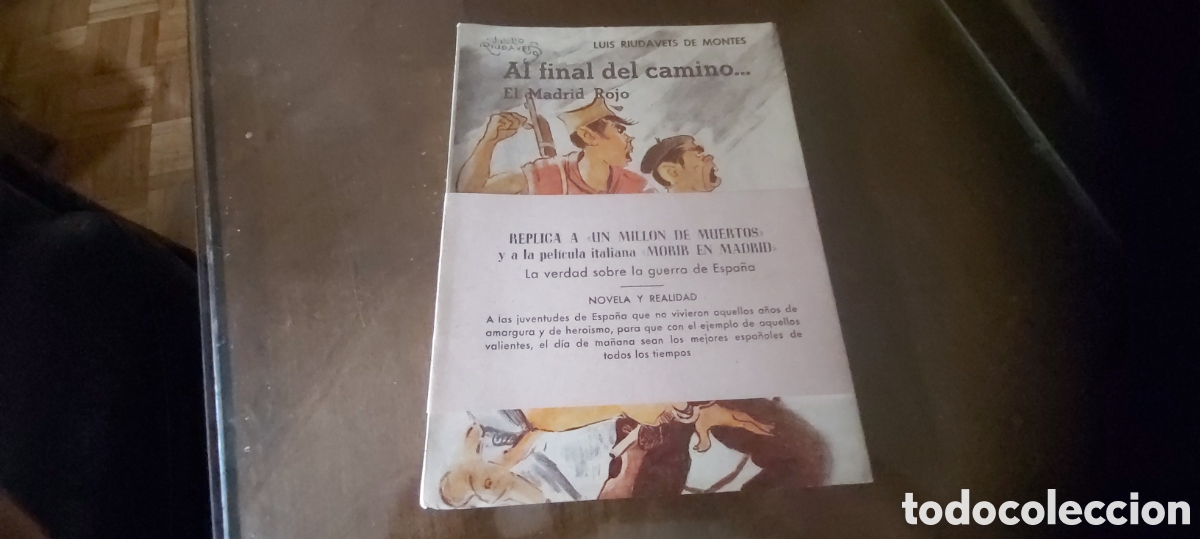 RIUDAVETS
LUIS RIUDAVETS DE MONTES
Al final del camino...
El Madrid Rojo
REPLICA A «UN MILLON DE MUERTOS»
y a la película italiana «MORIR EN MADRID»
La verdad sobre la guerra de España
NOVELA Y REALIDAD
A las juventudes de España que no vivieron aquellos años de
amargura y de heroismo, para que con el ejemplo de aquellos
valientes, el día de mañana sean los mejores españoles de
todos los tiempos
todocoleccion